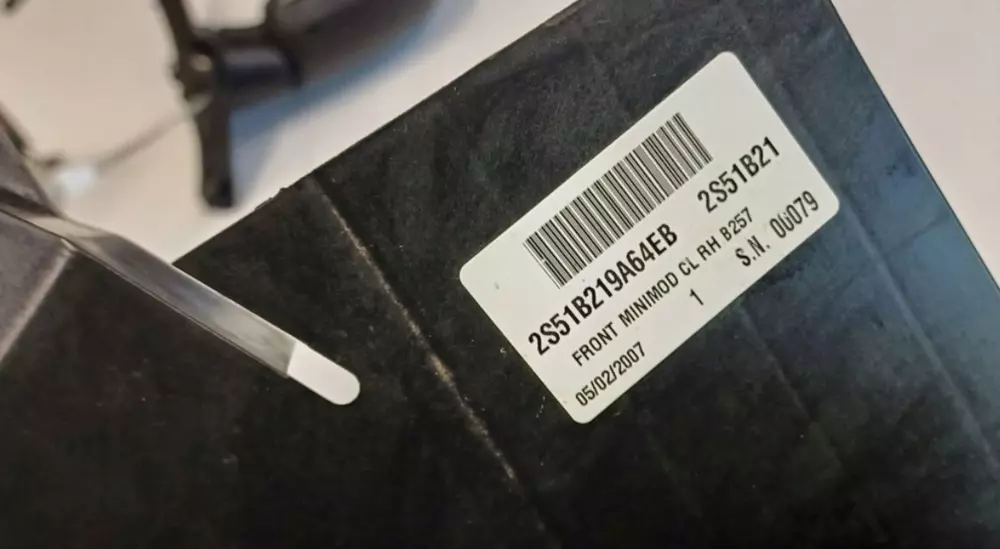 2S51B219A64EB 2S51B21
FRONT MINIMOD CL RH B257
05/02/2007 1 S.N. 00079